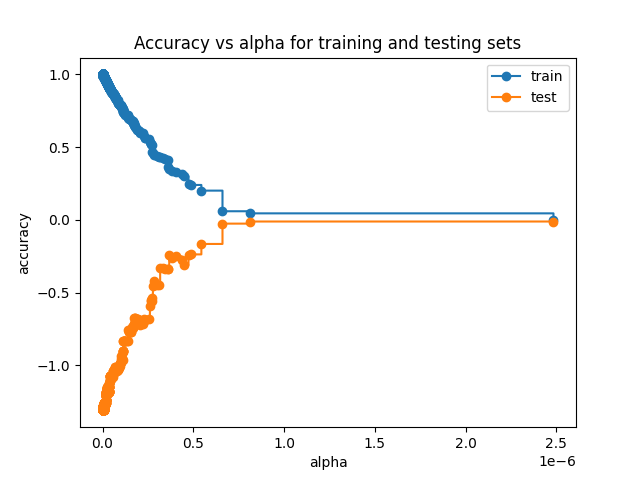 Accuracy vs alpha for training and testing sets
train
test
accuracy
1.0
0.5
0.0
−0.5
−1.0
0.0 0.5 1.0 1.5 2.0 2.5
1e−6
alpha